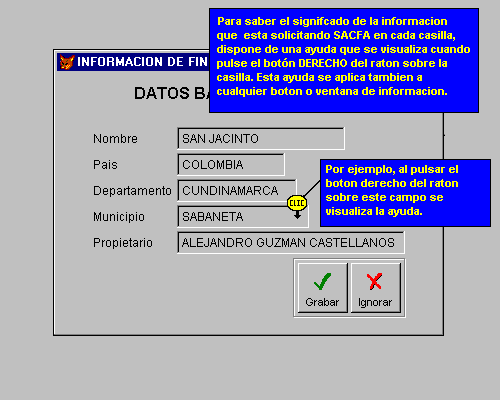 Para saber el signifcado de la informacion
que esta solicitando SACFA en cada casilla,
dispone de una ayuda que se visualiza cuando
pulse el botón DERECHO del raton sobre la
casilla. Esta ayuda se aplica tambien a
cualquier boton o ventana de informacion.
INFORMACION DE FIN
DATOS BA
Nombre SAN JACINTO
Pais COLOMBIA
Departamento CUNDINAMARCA
Municipio SABANETA
Propietario ALEJANDRO GUZMAN CASTELLANOS
CLIC
Por ejemplo, al pulsar el
boton derecho del raton
sobre este campo se
visualiza la ayuda.
Grabar Ignorar